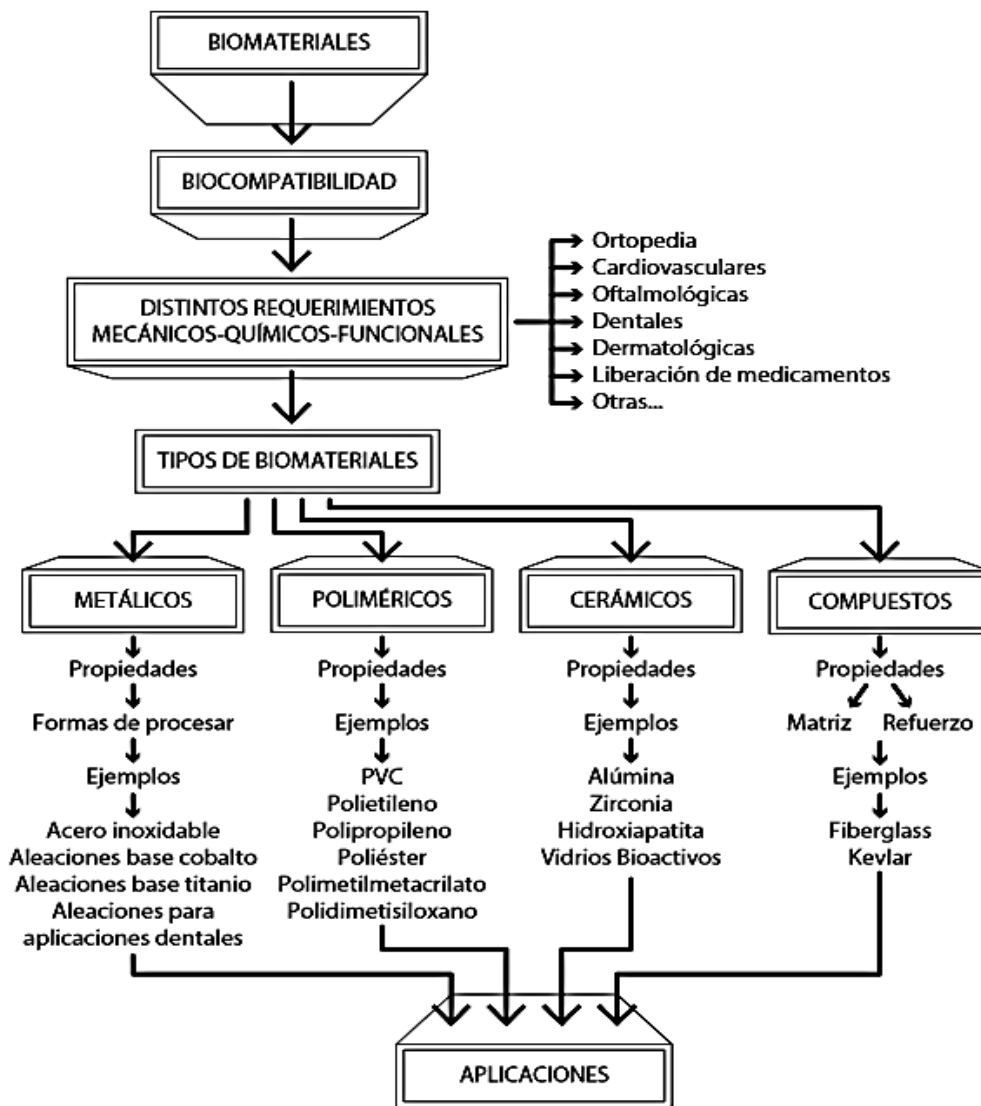 BIOMATERIALES
BIOCOMPATIBILIDAD
DISTINTOS REQUERIMIENTOS
MECÁNICOS-QUÍMICOS-FUNCIONALES
Ortopedia
Cardiovasculares
Oftalmológicas
Dentales
Dermatológicas
Liberación de medicamentos
Otras...
TIPOS DE BIOMATERIALES
METÁLICOS
Propiedades
Formas de procesar
Ejemplos
Acero inoxidable
Aleaciones base cobalto
Aleaciones base titanio
Aleaciones para
aplicaciones dentales
POLIMÉRICOS
Propiedades
Ejemplos
PVC
Polietileno
Polipropileno
Poliéster
Polimetilmetacrilato
Polidimetisiloxano
CERÁMICOS
Propiedades
Ejemplos
Alúmina
Zirconia
Hidroxiapatita
Vidrios Bioactivos
COMPUESTOS
Propiedades
Matriz Refuerzo
Ejemplos
Fiberglass
Kevlar
APLICACIONES